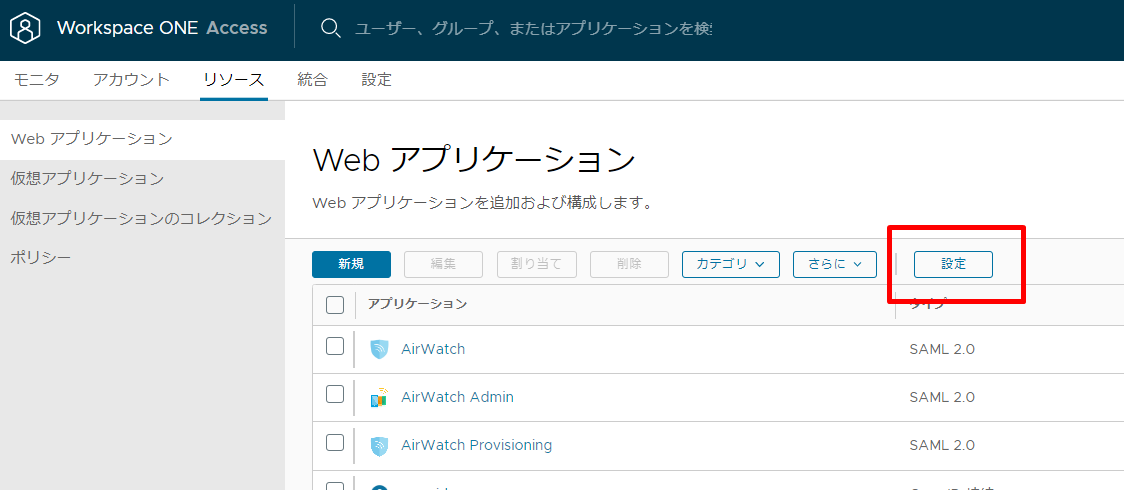 Workspace ONE Access
ユーザー、グループ、またはアプリケーションを検
モニタ アカウント リソース 統合 設定
Web アプリケーション
仮想アプリケーション
仮想アプリケーションのコレクション
ポリシー
Web アプリケーション
Web アプリケーションを追加および構成します。
新規 編集 割り当て 削除 カテゴリ さらに 設定
アプリケーション タイプ
AirWatch SAML 2.0
AirWatch Admin SAML 2.0
AirWatch Provisioning SAML 2.0